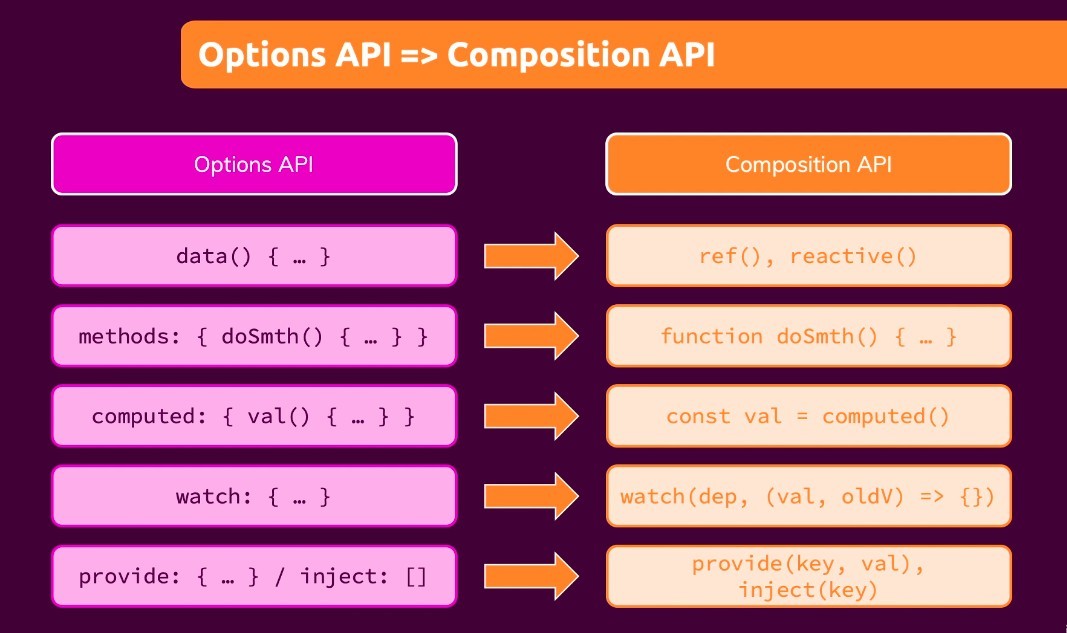 Options API => Composition API
Options API
Composition API
data() { … }
ref(), reactive()
methods: { doSmth() { … } }
function doSmth() { … }
computed: { val() { … } }
const val = computed()
watch: { … }
watch(dep, (val, oldV) => {})
provide: { … } / inject: []
provide(key, val),
inject(key)